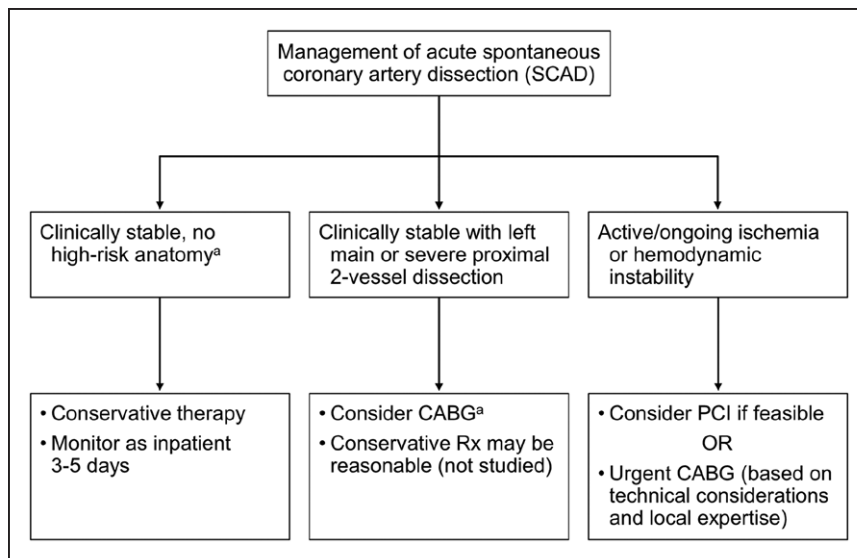 Management of acute spontaneous
coronary artery dissection (SCAD)
Clinically stable, no
high-risk anatomyᵃ
Clinically stable with left
main or severe proximal
2-vessel dissection
Active/ongoing ischemia
or hemodynamic
instability
• Conservative therapy
• Monitor as inpatient
3-5 days
• Consider CABGᵃ
• Conservative Rx may be
reasonable (not studied)
• Consider PCI if feasible
OR
• Urgent CABG (based on
technical considerations
and local expertise)